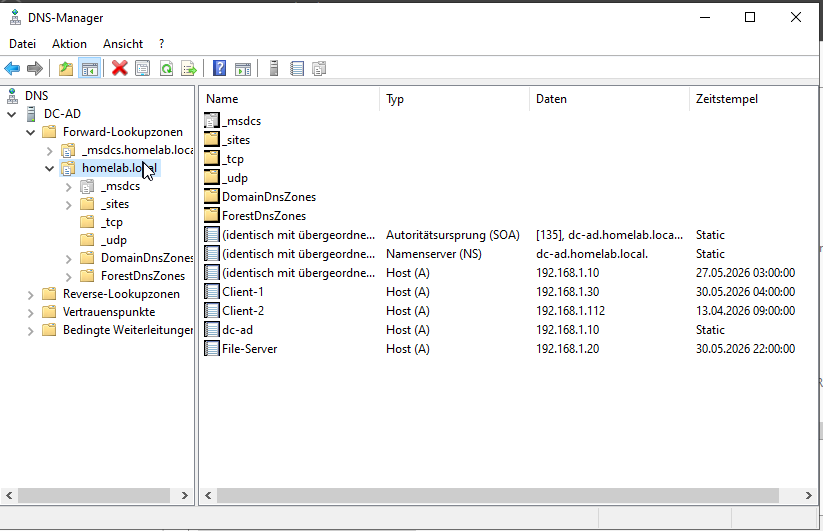 DNS-Manager
Datei Aktion Ansicht ?
DNS
DC-AD
Forward-Lookupzonen
_msdcs.homelab.loca
homelab.local
_msdcs
_sites
_tcp
_udp
DomainDnsZones
ForestDnsZones
Reverse-Lookupzonen
Vertrauenspunkte
Bedingte Weiterleitunger
Name Typ Daten Zeitstempel
_msdcs
_sites
_tcp
_udp
DomainDnsZones
ForestDnsZones
(identisch mit übergeordne... Autoritätsursprung (SOA) [135], dc-ad.homelab.loca... Static
(identisch mit übergeordne... Namenserver (NS) dc-ad.homelab.local. Static
(identisch mit übergeordne... Host (A) 192.168.1.10 27.05.2026 03:00:00
Client-1 Host (A) 192.168.1.30 30.05.2026 04:00:00
Client-2 Host (A) 192.168.1.112 13.04.2026 09:00:00
dc-ad Host (A) 192.168.1.10 Static
File-Server Host (A) 192.168.1.20 30.05.2026 22:00:00